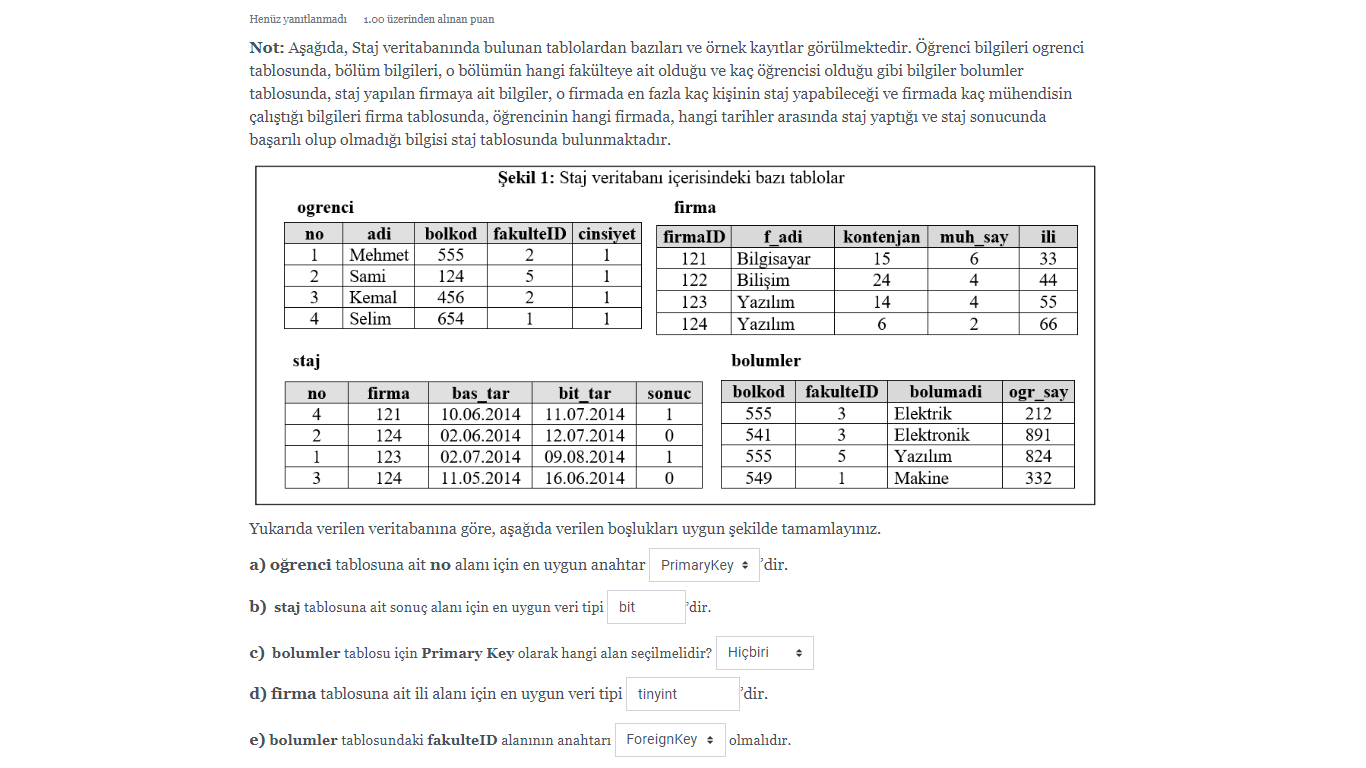 Henüz yanıtlanmadı 1.00 üzerinden alınan puan
Not: Aşağıda, Staj veritabanında bulunan tablolardan bazıları ve örnek kayıtlar görülmektedir. Öğrenci bilgileri ogrenci
tablosunda, bölüm bilgileri, o bölümün hangi fakülteye ait olduğu ve kaç öğrencisi olduğu gibi bilgiler bolumler
tablosunda, staj yapılan firmaya ait bilgiler, o firmada en fazla kaç kişinin staj yapabileceği ve firmada kaç mühendisin
çalıştığı bilgileri firma tablosunda, öğrencinin hangi firmada, hangi tarihler arasında staj yaptığı ve staj sonucunda
başarılı olup olmadığı bilgisi staj tablosunda bulunmaktadır.
Şekil 1: Staj veritabanı içerisindeki bazı tablolar
ogrenci
no adi bolkod fakulteID cinsiyet
1 Mehmet 555 2 1
2 Sami 124 5 1
3 Kemal 456 2 1
4 Selim 654 1 1
firma
firmaID f_adi kontenjan muh_say ili
121 Bilgisayar 15 6 33
122 Bilişim 24 4 44
123 Yazılım 14 4 55
124 Yazılım 6 2 66
staj
no firma bas_tar bit_tar sonuc
4 121 10.06.2014 11.07.2014 1
2 124 02.06.2014 12.07.2014 0
1 123 02.07.2014 09.08.2014 1
3 124 11.05.2014 16.06.2014 0
bolumler
bolkod fakulteID bolumadi ogr_say
555 3 Elektrik 212
541 3 Elektronik 891
555 5 Yazılım 824
549 1 Makine 332
Yukarıda verilen veritabanına göre, aşağıda verilen boşlukları uygun şekilde tamamlayınız.
a) oğrenci tablosuna ait no alanı için en uygun anahtar PrimaryKey 'dir.
b) staj tablosuna ait sonuç alanı için en uygun veri tipi bit 'dir.
c) bolumler tablosu için Primary Key olarak hangi alan seçilmelidir? Hiçbiri
d) firma tablosuna ait ili alanı için en uygun veri tipi tinyint 'dir.
e) bolumler tablosundaki fakulteID alanının anahtarı ForeignKey olmalıdır.